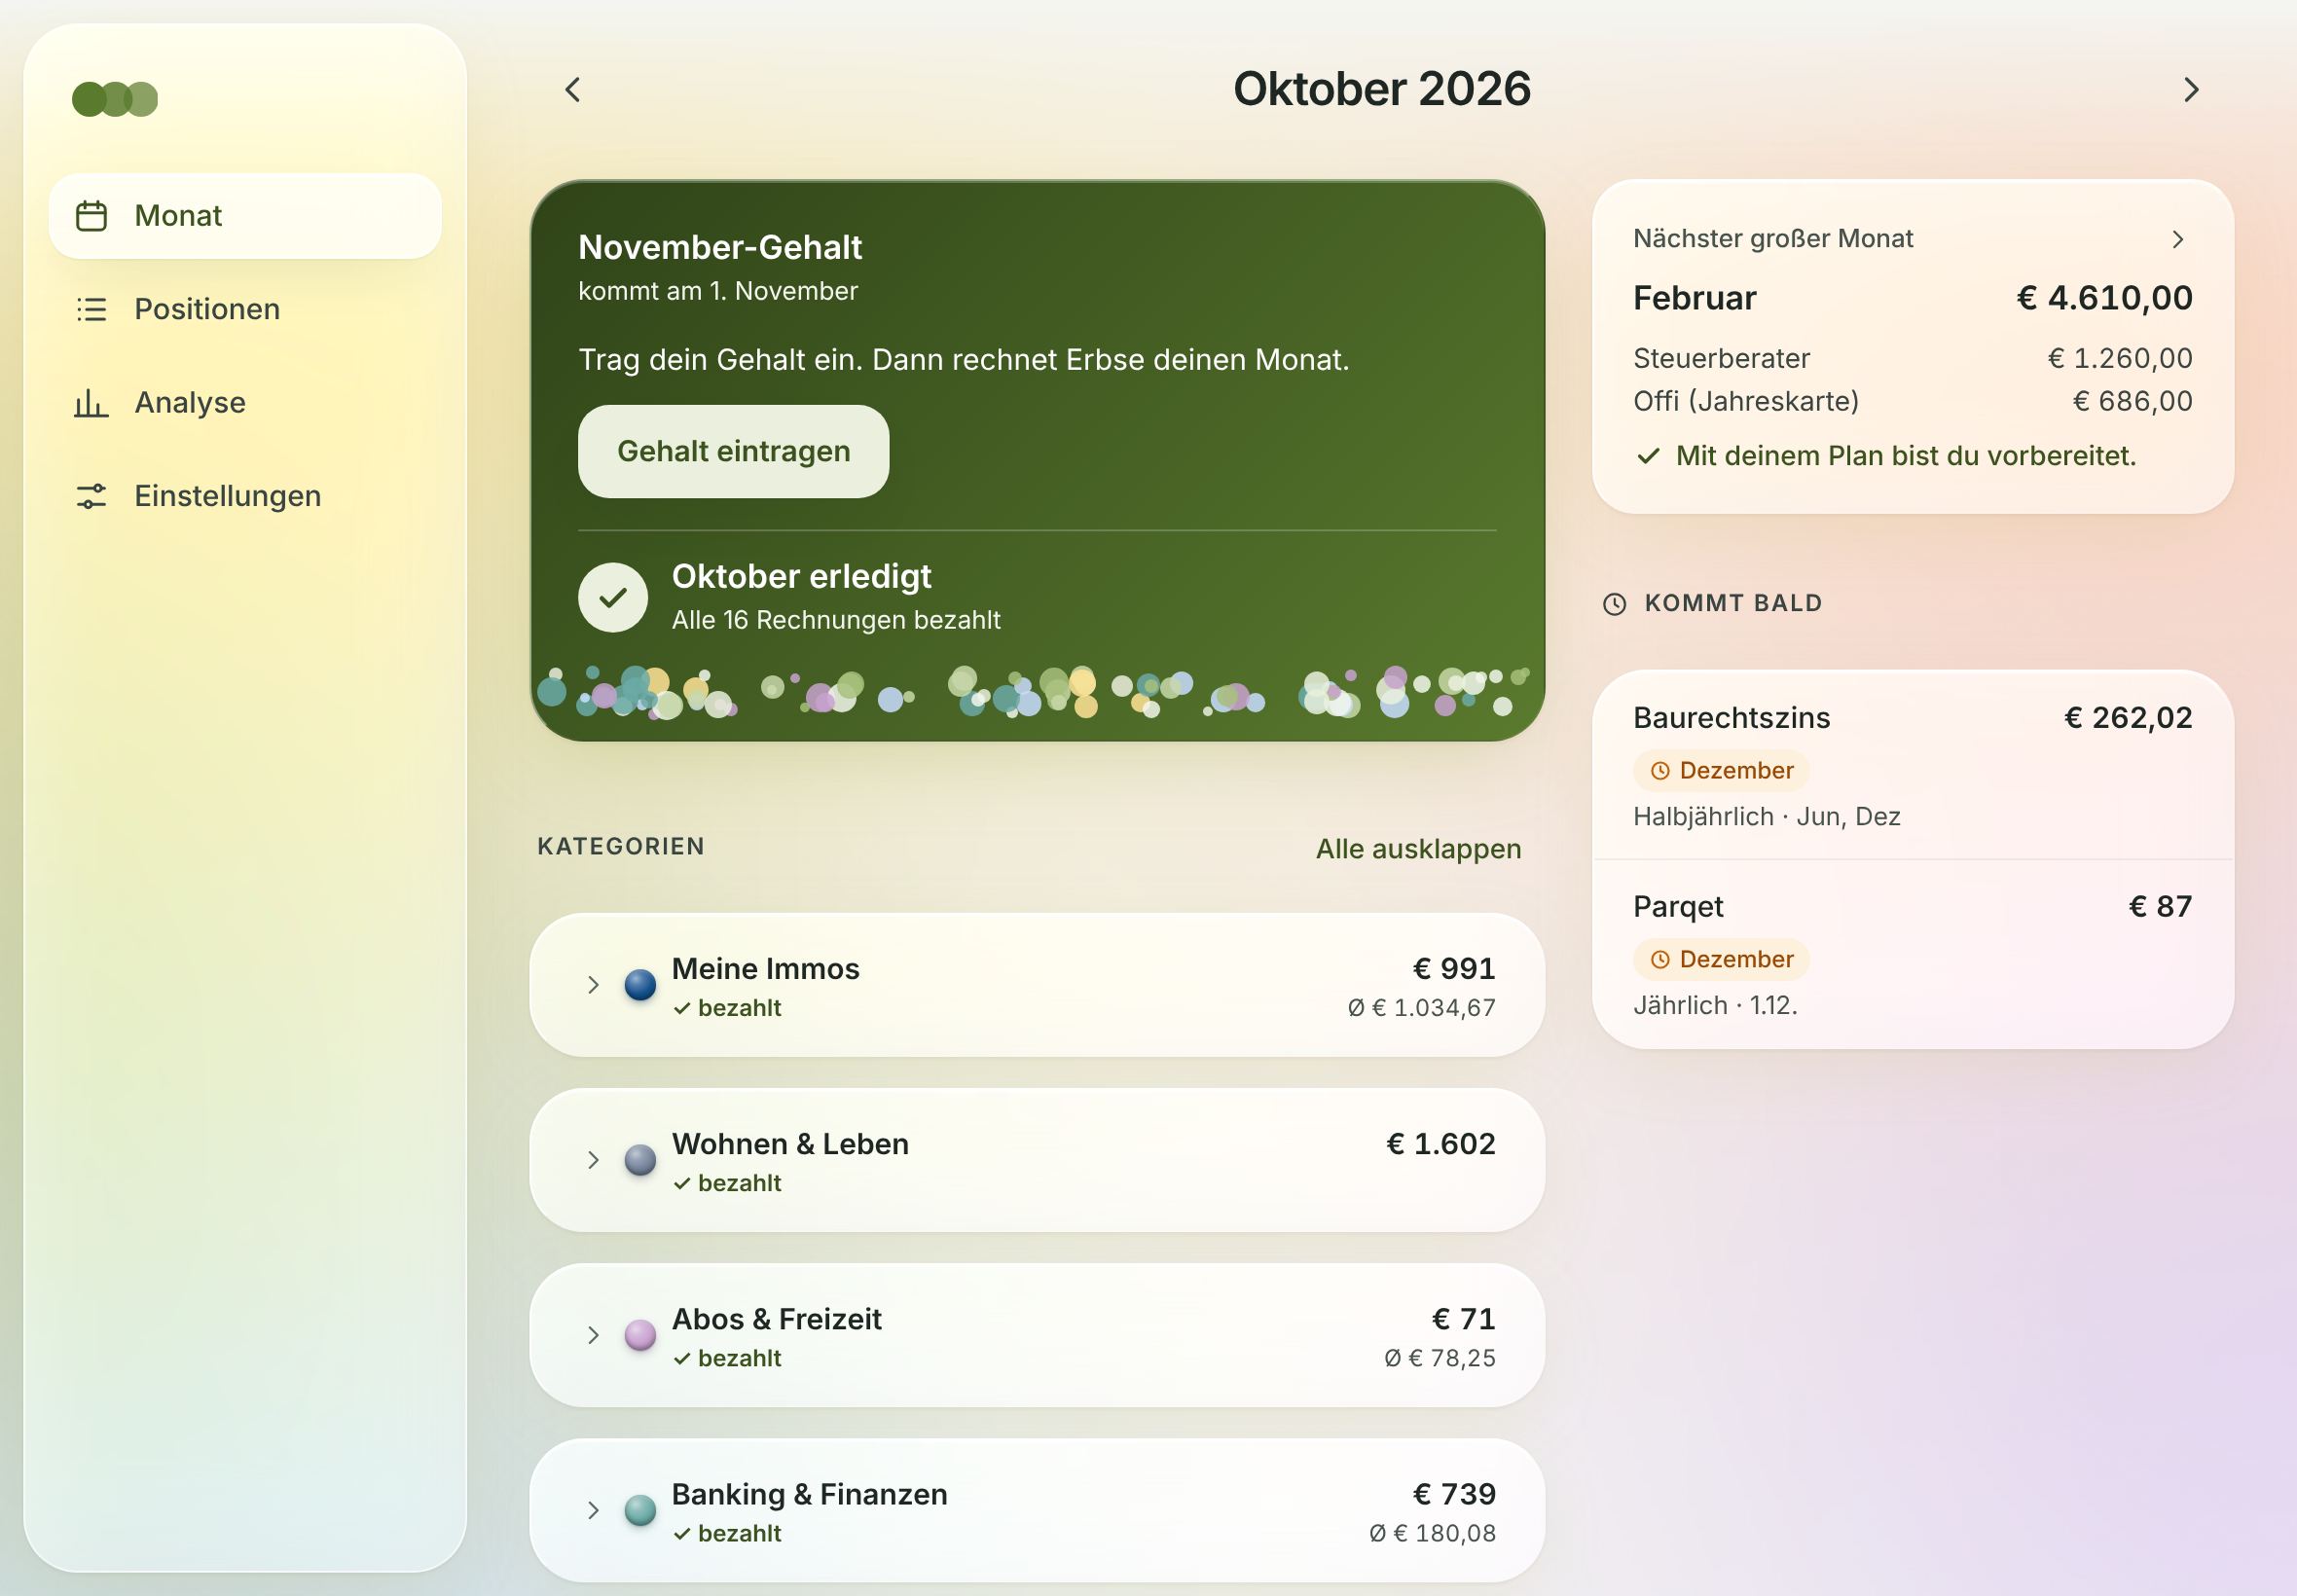 Monat
Positionen
Analyse
Einstellungen
Oktober 2026
November-Gehalt
kommt am 1. November
Trag dein Gehalt ein. Dann rechnet Erbse deinen Monat.
Gehalt eintragen
Oktober erledigt
Alle 16 Rechnungen bezahlt
KATEGORIEN
Alle ausklappen
Meine Immos
€ 991
bezahlt
Ø € 1.034,67
Wohnen & Leben
€ 1.602
bezahlt
Abos & Freizeit
€ 71
bezahlt
Ø € 78,25
Banking & Finanzen
€ 739
bezahlt
Ø € 180,08
Nächster großer Monat
Februar
€ 4.610,00
Steuerberater
€ 1.260,00
Offi (Jahreskarte)
€ 686,00
Mit deinem Plan bist du vorbereitet.
KOMMT BALD
Baurechtszins
€ 262,02
Dezember
Halbjährlich · Jun, Dez
Parqet
€ 87
Dezember
Jährlich · 1.12.